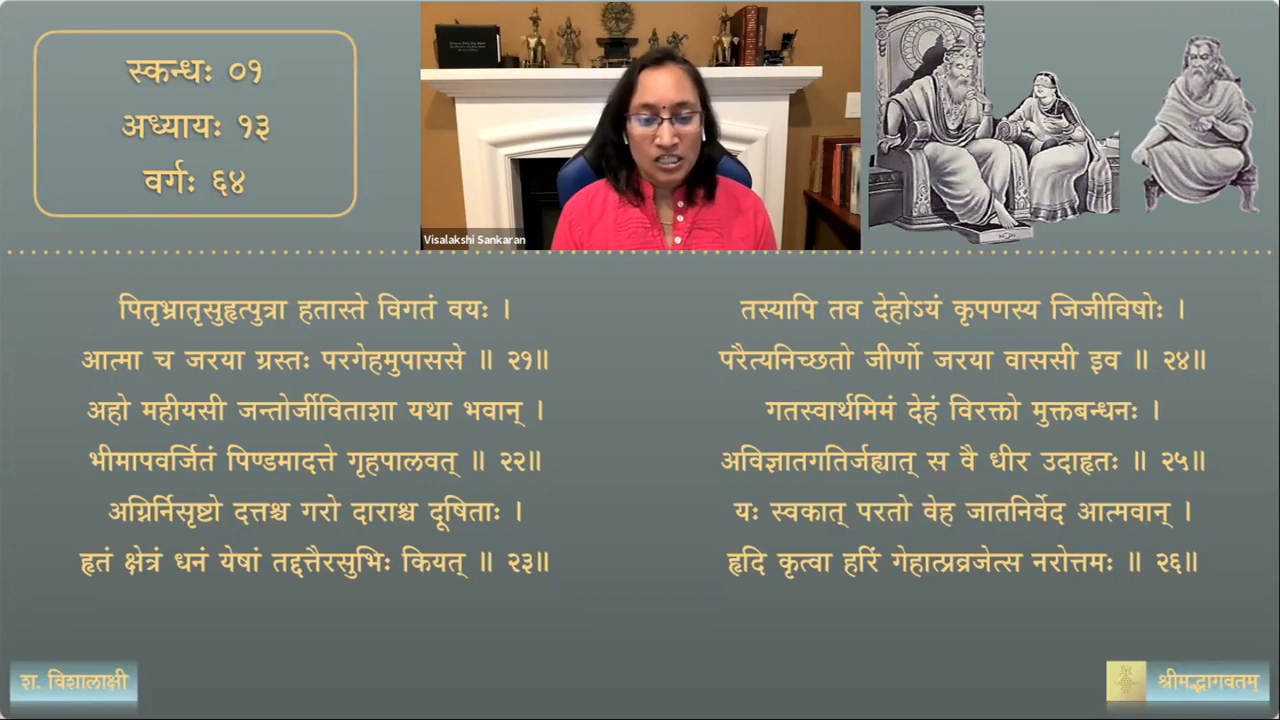 स्कन्धः ०१
अध्यायः १३
वर्गः ६४
Visalakshi Sankaran
पितृभ्रातृसुहृत्पुत्रा हतास्ते विगतं वयः ।
आत्मा च जरया ग्रस्तः परगेहमुपाससे ॥ २१॥
अहो महीयसी जन्तोर्जीविताशा यथा भवान् ।
भीमापवर्जितं पिण्डमादत्ते गृहपालवत् ॥ २२॥
अग्निर्निसृष्टो दत्तश्च गरो दाराश्च दूषिताः ।
हृतं क्षेत्रं धनं येषां तद्दत्तैरसुभिः कियत् ॥ २३॥
तस्यापि तव देहोऽयं कृपणस्य जिजीविषोः ।
परैत्यनिच्छतो जीर्णो जरया वाससी इव ॥ २४॥
गतस्वार्थमिमं देहं विरक्तो मुक्तबन्धनः ।
अविज्ञातगतिर्जह्यात् स वै धीर उदाहृतः ॥ २५॥
यः स्वकात् परतो वेह जातनिर्वेद आत्मवान् ।
हृदि कृत्वा हरिं गेहात्प्रव्रजेत्स नरोत्तमः ॥ २६॥
श. विशालाक्षी
श्रीमद्भागवतम्